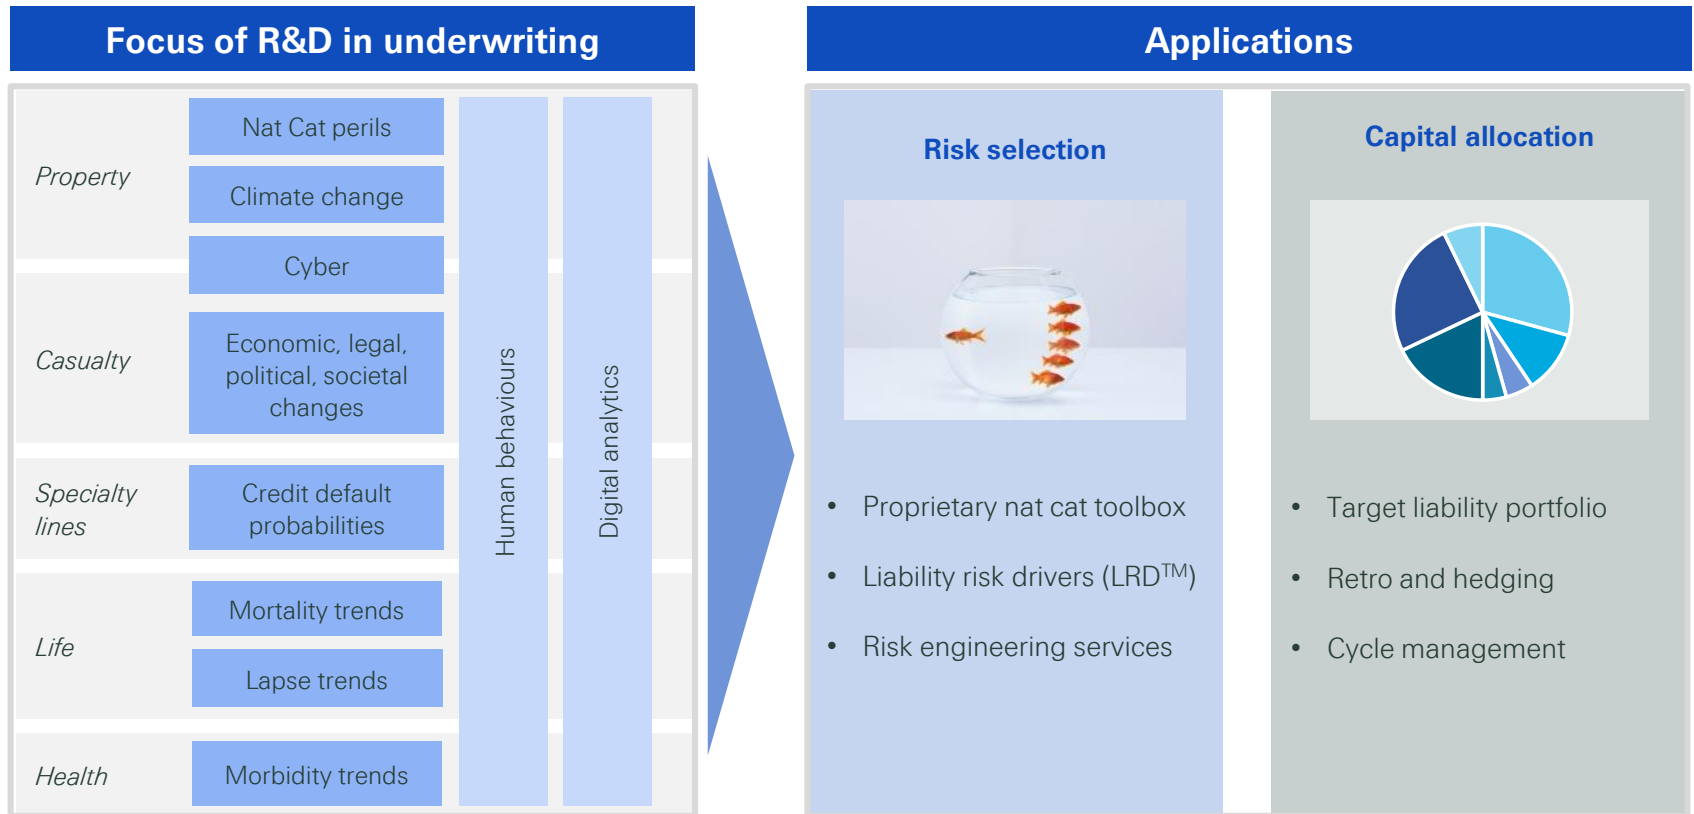 Focus of R&D in underwriting
Property
Nat Cat perils
Climate change
Cyber
Casualty
Economic, legal,
political, societal
changes
Specialty
lines
Credit default
probabilities
Life
Mortality trends
Lapse trends
Health
Morbidity trends
Human behaviours
Digital analytics
Applications
Risk selection
• Proprietary nat cat toolbox
• Liability risk drivers (LRD™)
• Risk engineering services
Capital allocation
• Target liability portfolio
• Retro and hedging
• Cycle management